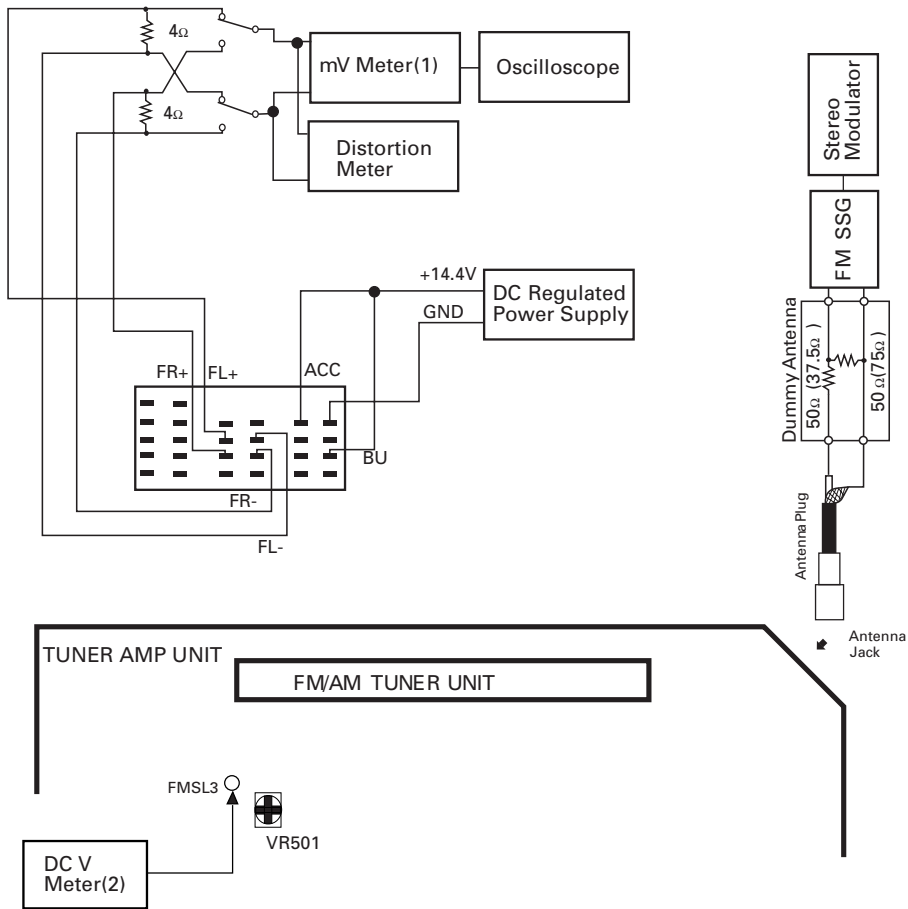 4Ω
4Ω
mV Meter(1)
Oscilloscope
Distortion
Meter
Stereo
Modulator
FM SSG
Dummy Antenna
50Ω (37.5Ω)
50 Ω(75Ω)
+14.4V
GND
DC Regulated
Power Supply
FR+
FL+
ACC
BU
FR-
FL-
Antenna Plug
Antenna
Jack
TUNER AMP UNIT
FM/AM TUNER UNIT
FMSL3
VR501
DC V
Meter(2)